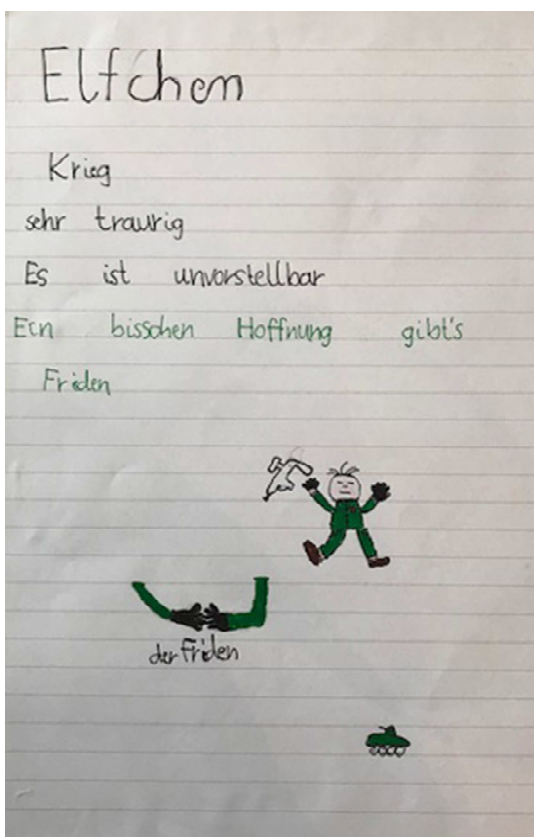 Elfchen
Krieg
sehr traurig
Es ist unvorstellbar
Ein bisschen Hoffnung gibt's
Friden
der Friden